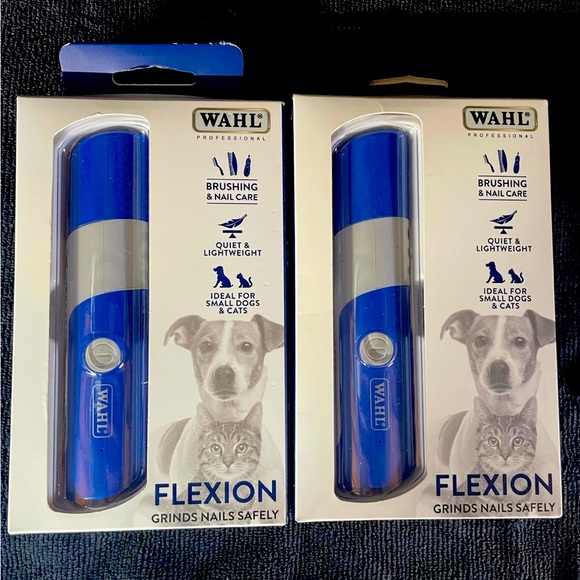 WAHL®
PROFESSIONAL
BRUSHING
& NAIL CARE
QUIET &
LIGHTWEIGHT
IDEAL FOR
SMALL DOGS
& CATS
WAHL
FLEXION
GRINDS NAILS SAFELY
WAHL®
PROFESSIONAL
BRUSHING
& NAIL CARE
QUIET &
LIGHTWEIGHT
IDEAL FOR
SMALL DOGS
& CATS
WAHL
FLEXION
GRINDS NAILS SAFELY